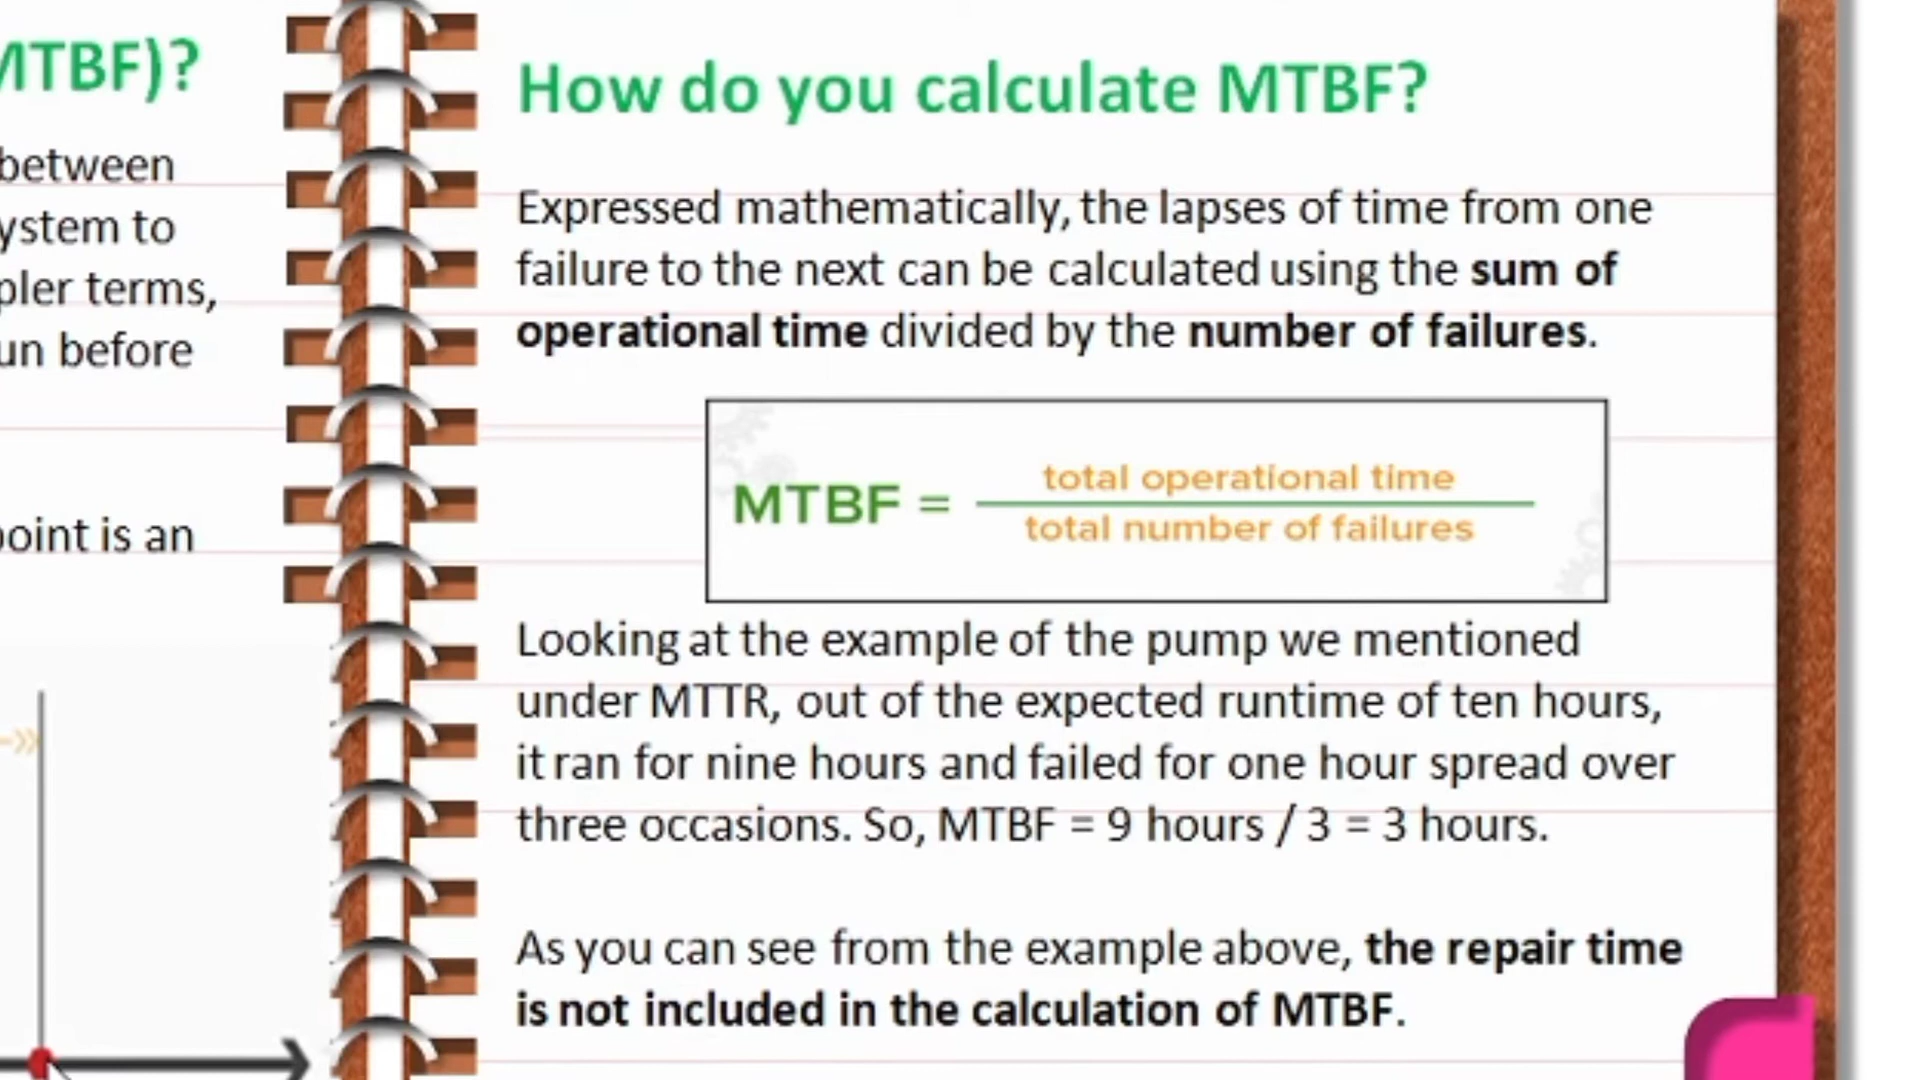 MTBF)?
between
ystem to
pler terms,
un before
point is an
How do you calculate MTBF?
Expressed mathematically, the lapses of time from one
failure to the next can be calculated using the sum of
operational time divided by the number of failures.
MTBF = total operational time
total number of failures
Looking at the example of the pump we mentioned
under MTTR, out of the expected runtime of ten hours,
it ran for nine hours and failed for one hour spread over
three occasions. So, MTBF = 9 hours / 3 = 3 hours.
As you can see from the example above, the repair time
is not included in the calculation of MTBF.